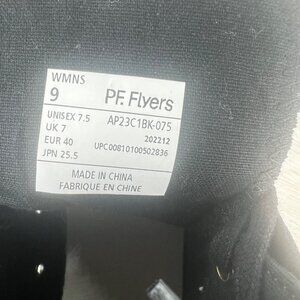 WMNS
9
PF. Flyers
UNISEX 7.5
UK 7
EUR 40
JPN 25.5
AP23C1BK-075
202212
UPC00810100502836
MADE IN CHINA
FABRIQUE EN CHINE